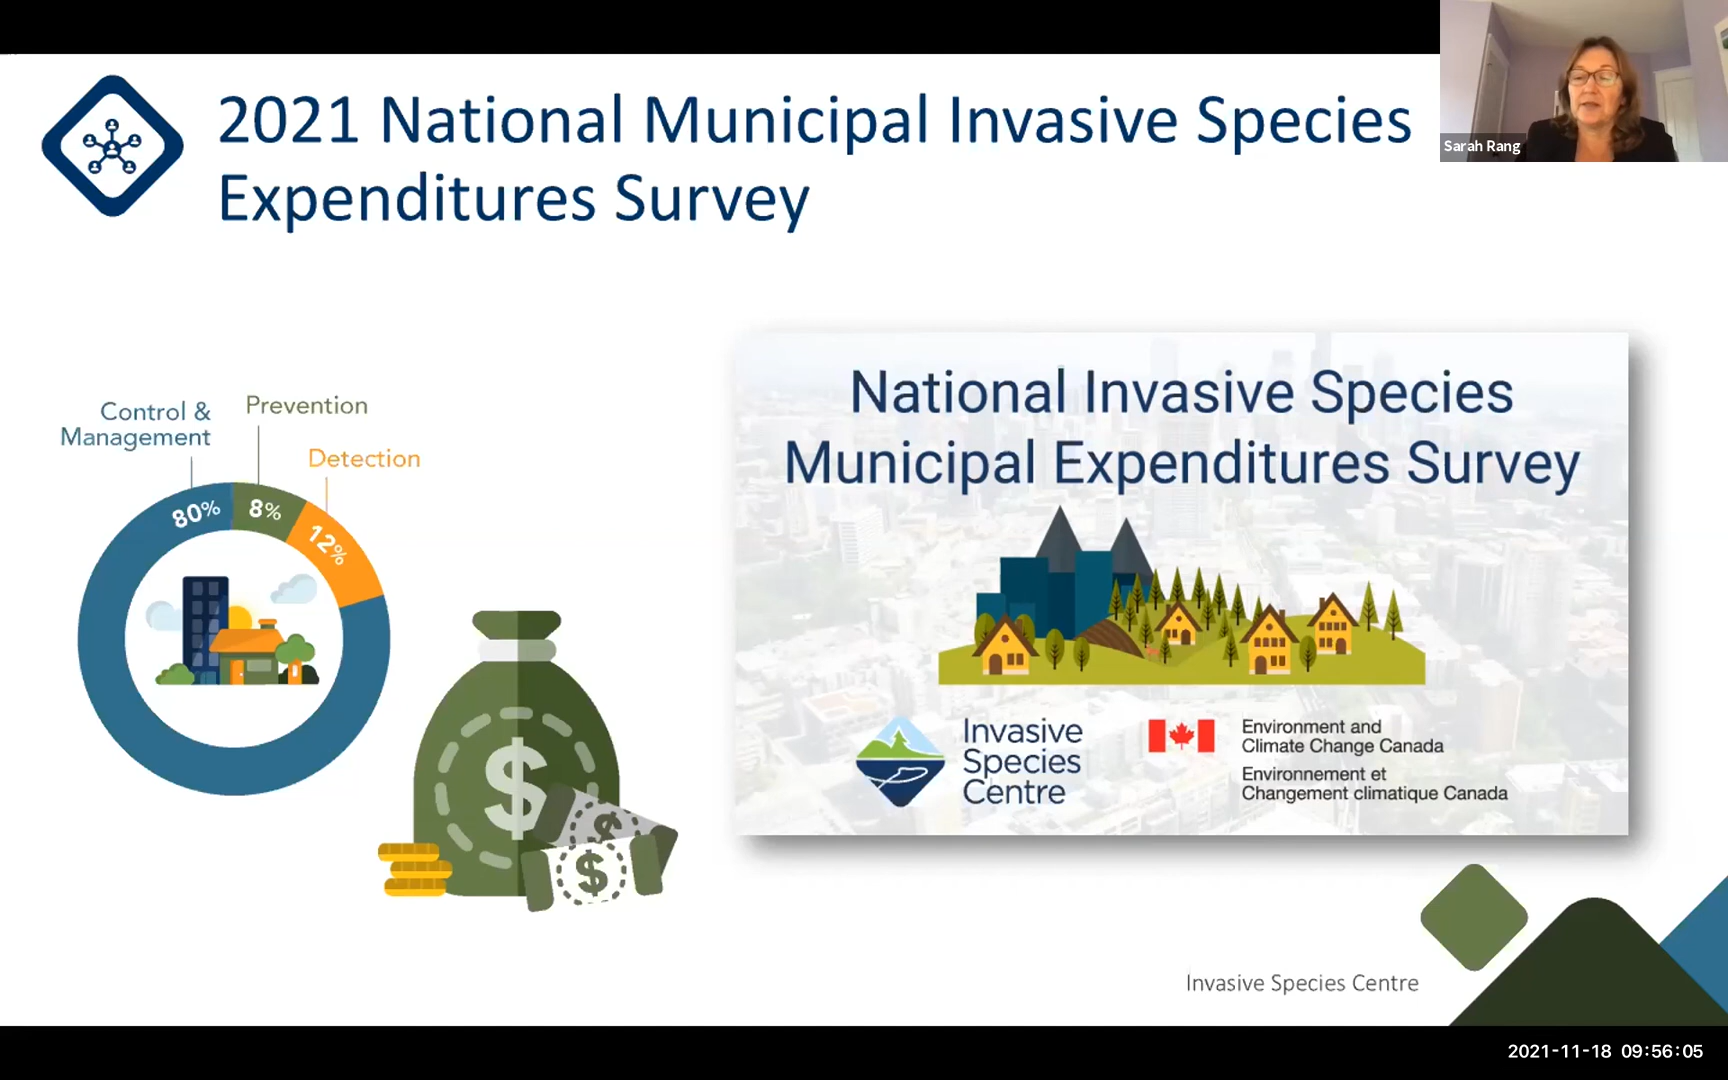 2021 National Municipal Invasive Species
Expenditures Survey
Sarah Rang
Control &
Management
Prevention
Detection
80%
8%
12%
$
$
$
National Invasive Species
Municipal Expenditures Survey
Invasive
Species
Centre
Environment and
Climate Change Canada
Environnement et
Changement climatique Canada
Invasive Species Centre
2021-11-18 09:56:05